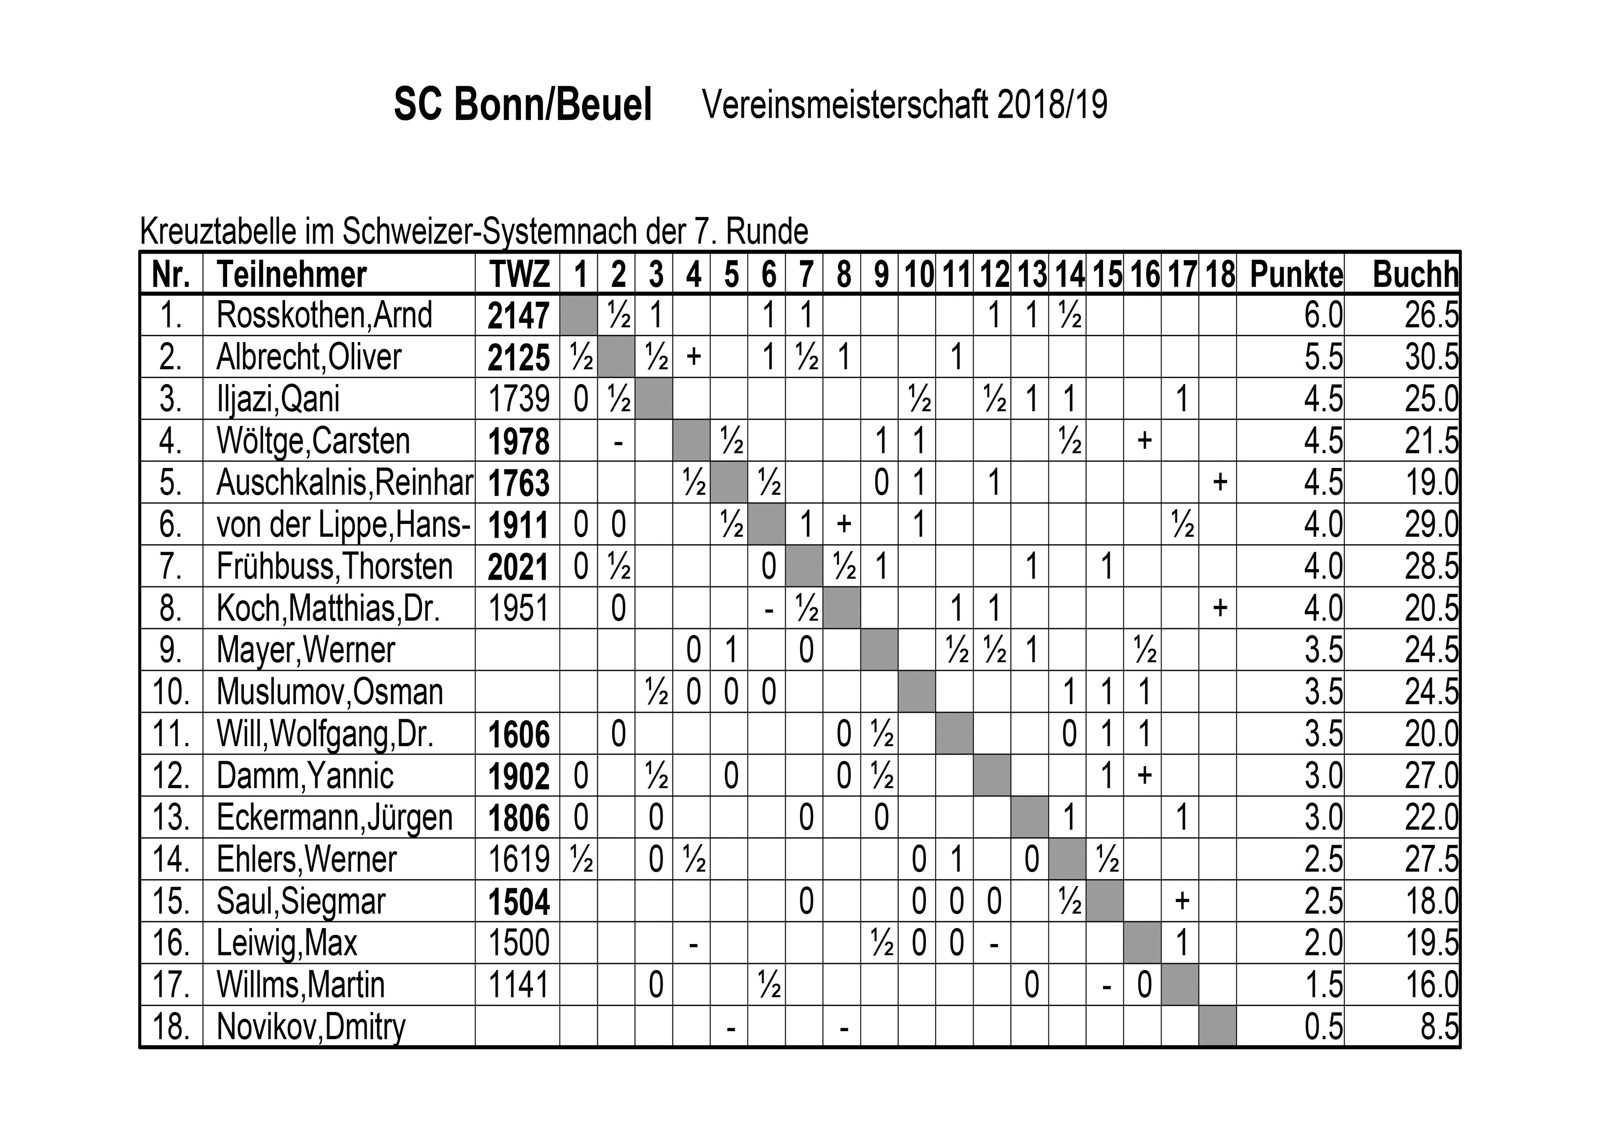 SC Bonn/Beuel Vereinsmeisterschaft 2018/19
Kreuztabelle im Schweizer-Systemnach der 7. Runde
Nr. Teilnehmer TWZ 1 2 3 4 5 6 7 8 9 10 11 12 13 14 15 16 17 18 Punkte Buchh
1. Rosskothen,Arnd 2147 ½ 1 1 1 1 1 ½ 6.0 26.5
2. Albrecht,Oliver 2125 ½ ½ + 1 ½ 1 1 5.5 30.5
3. Iljazi,Qani 1739 0 ½ ½ ½ 1 1 1 4.5 25.0
4. Wöltge,Carsten 1978 - ½ 1 1 ½ + 4.5 21.5
5. Auschkalnis,Reinhar 1763 ½ ½ 0 1 1 + 4.5 19.0
6. von der Lippe,Hans- 1911 0 0 ½ 1 + 1 ½ 4.0 29.0
7. Frühbuss,Thorsten 2021 0 ½ 0 ½ 1 1 1 4.0 28.5
8. Koch,Matthias,Dr. 1951 0 - ½ 1 1 + 4.0 20.5
9. Mayer,Werner 0 1 0 ½ ½ 1 ½ 3.5 24.5
10. Muslumov,Osman ½ 0 0 0 1 1 1 3.5 24.5
11. Will,Wolfgang,Dr. 1606 0 0 ½ 0 1 1 3.5 20.0
12. Damm,Yannic 1902 0 ½ 0 0 ½ 1 + 3.0 27.0
13. Eckermann,Jürgen 1806 0 0 0 0 1 1 3.0 22.0
14. Ehlers,Werner 1619 ½ 0 ½ 0 1 0 ½ 2.5 27.5
15. Saul,Siegmar 1504 0 0 0 0 ½ + 2.5 18.0
16. Leiwig,Max 1500 - ½ 0 0 - 1 2.0 19.5
17. Willms,Martin 1141 0 ½ 0 - 0 1.5 16.0
18. Novikov,Dmitry - - 0.5 8.5